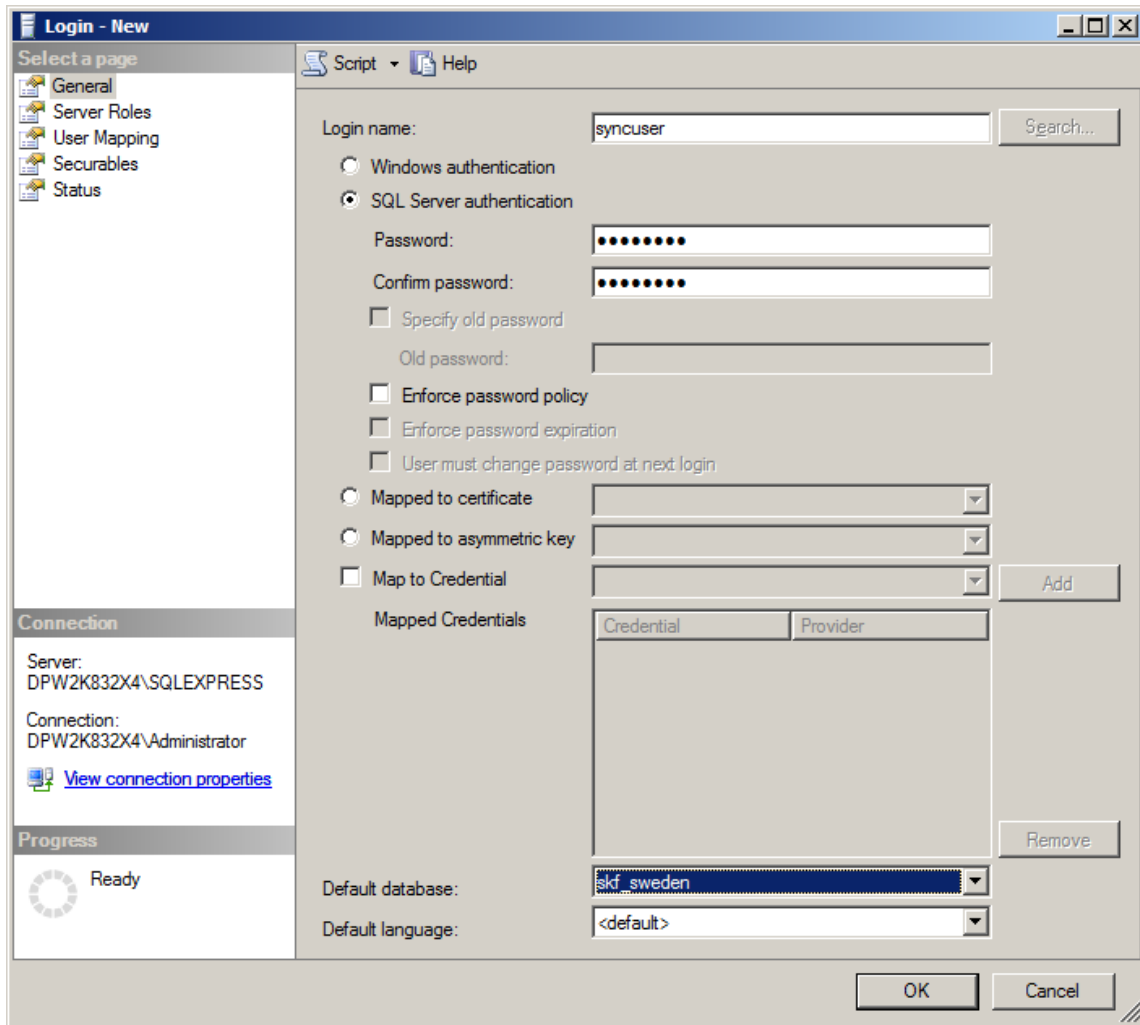 Login - New
Select a page
General
Server Roles
User Mapping
Securables
Status
Script Help
Login name: syncuser Search...
Windows authentication
SQL Server authentication
Password: ●●●●●●●●
Confirm password: ●●●●●●●●
Specify old password
Old password:
Enforce password policy
Enforce password expiration
User must change password at next login
Mapped to certificate
Mapped to asymmetric key
Map to Credential Add
Mapped Credentials Credential Provider
Remove
Default database: skf_sweden
Default language: <default>
Connection
Server:
DPW2K832X4\SQLEXPRESS
Connection:
DPW2K832X4\Administrator
View connection properties
Progress
Ready
OK Cancel